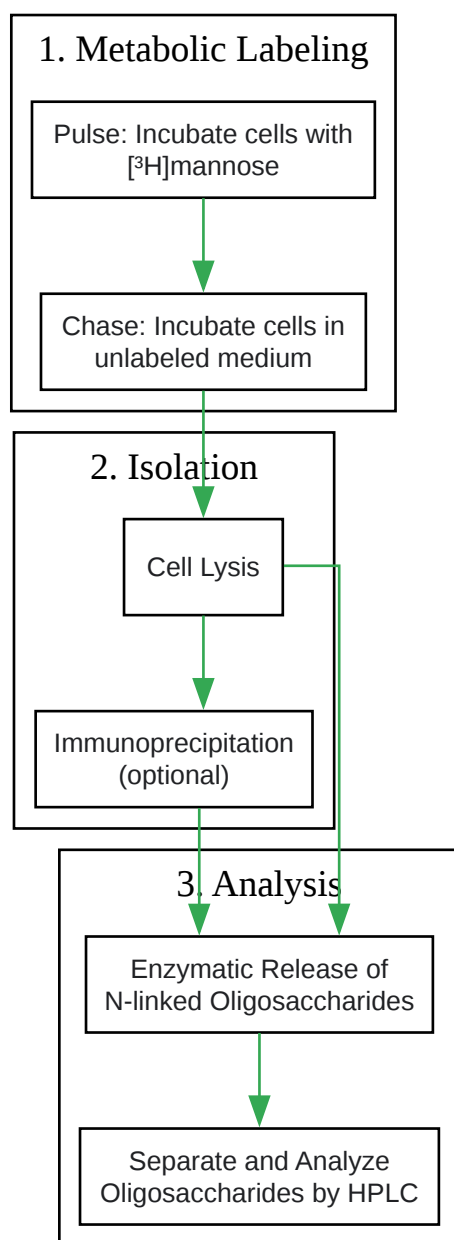 1. Metabolic Labeling
Pulse: Incubate cells with
[³H]mannose
Chase: Incubate cells in
unlabeled medium
2. Isolation
Cell Lysis
Immunoprecipitation
(optional)
3. Analysis
Enzymatic Release of
N-linked Oligosaccharides
Separate and Analyze
Oligosaccharides by HPLC